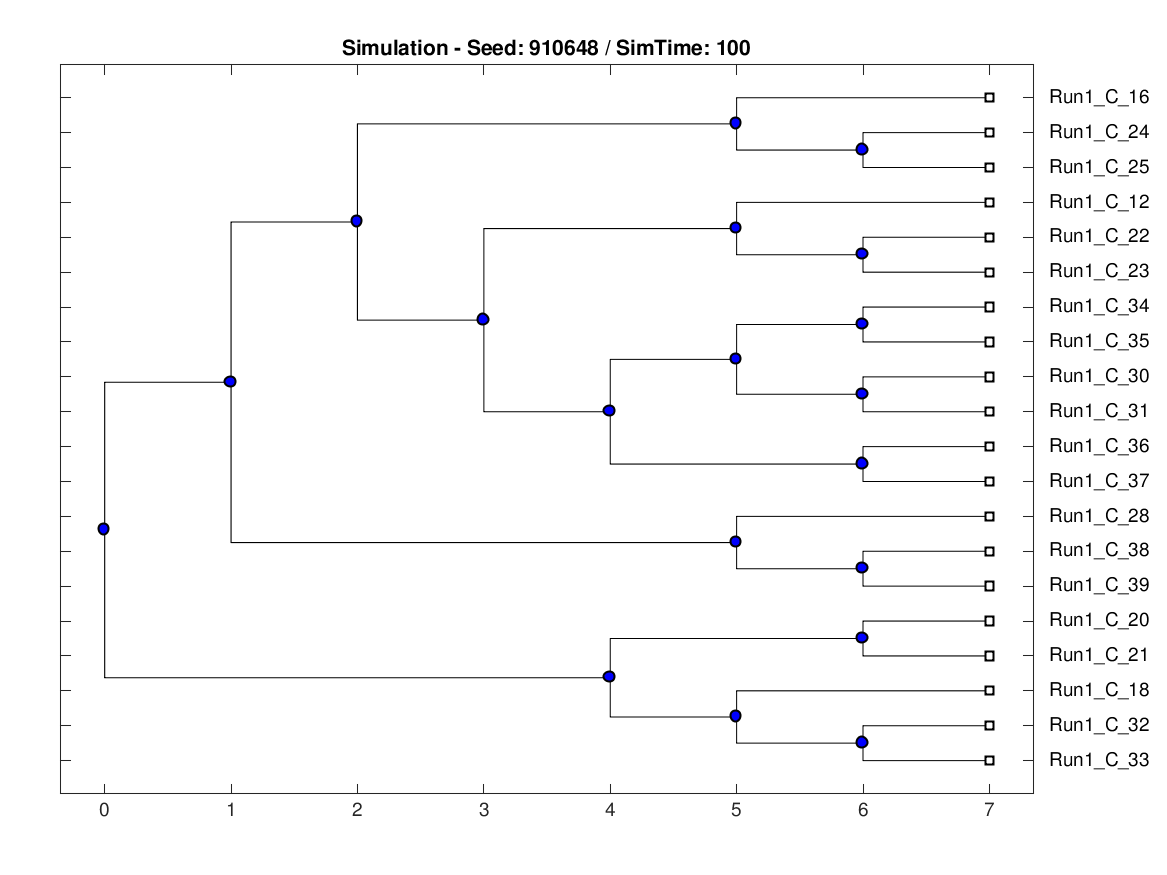 Simulation - Seed: 910648 / SimTime: 100
Run1_C_16
Run1_C_24
Run1_C_25
Run1_C_12
Run1_C_22
Run1_C_23
Run1_C_34
Run1_C_35
Run1_C_30
Run1_C_31
Run1_C_36
Run1_C_37
Run1_C_28
Run1_C_38
Run1_C_39
Run1_C_20
Run1_C_21
Run1_C_18
Run1_C_32
Run1_C_33
0 1 2 3 4 5 6 7